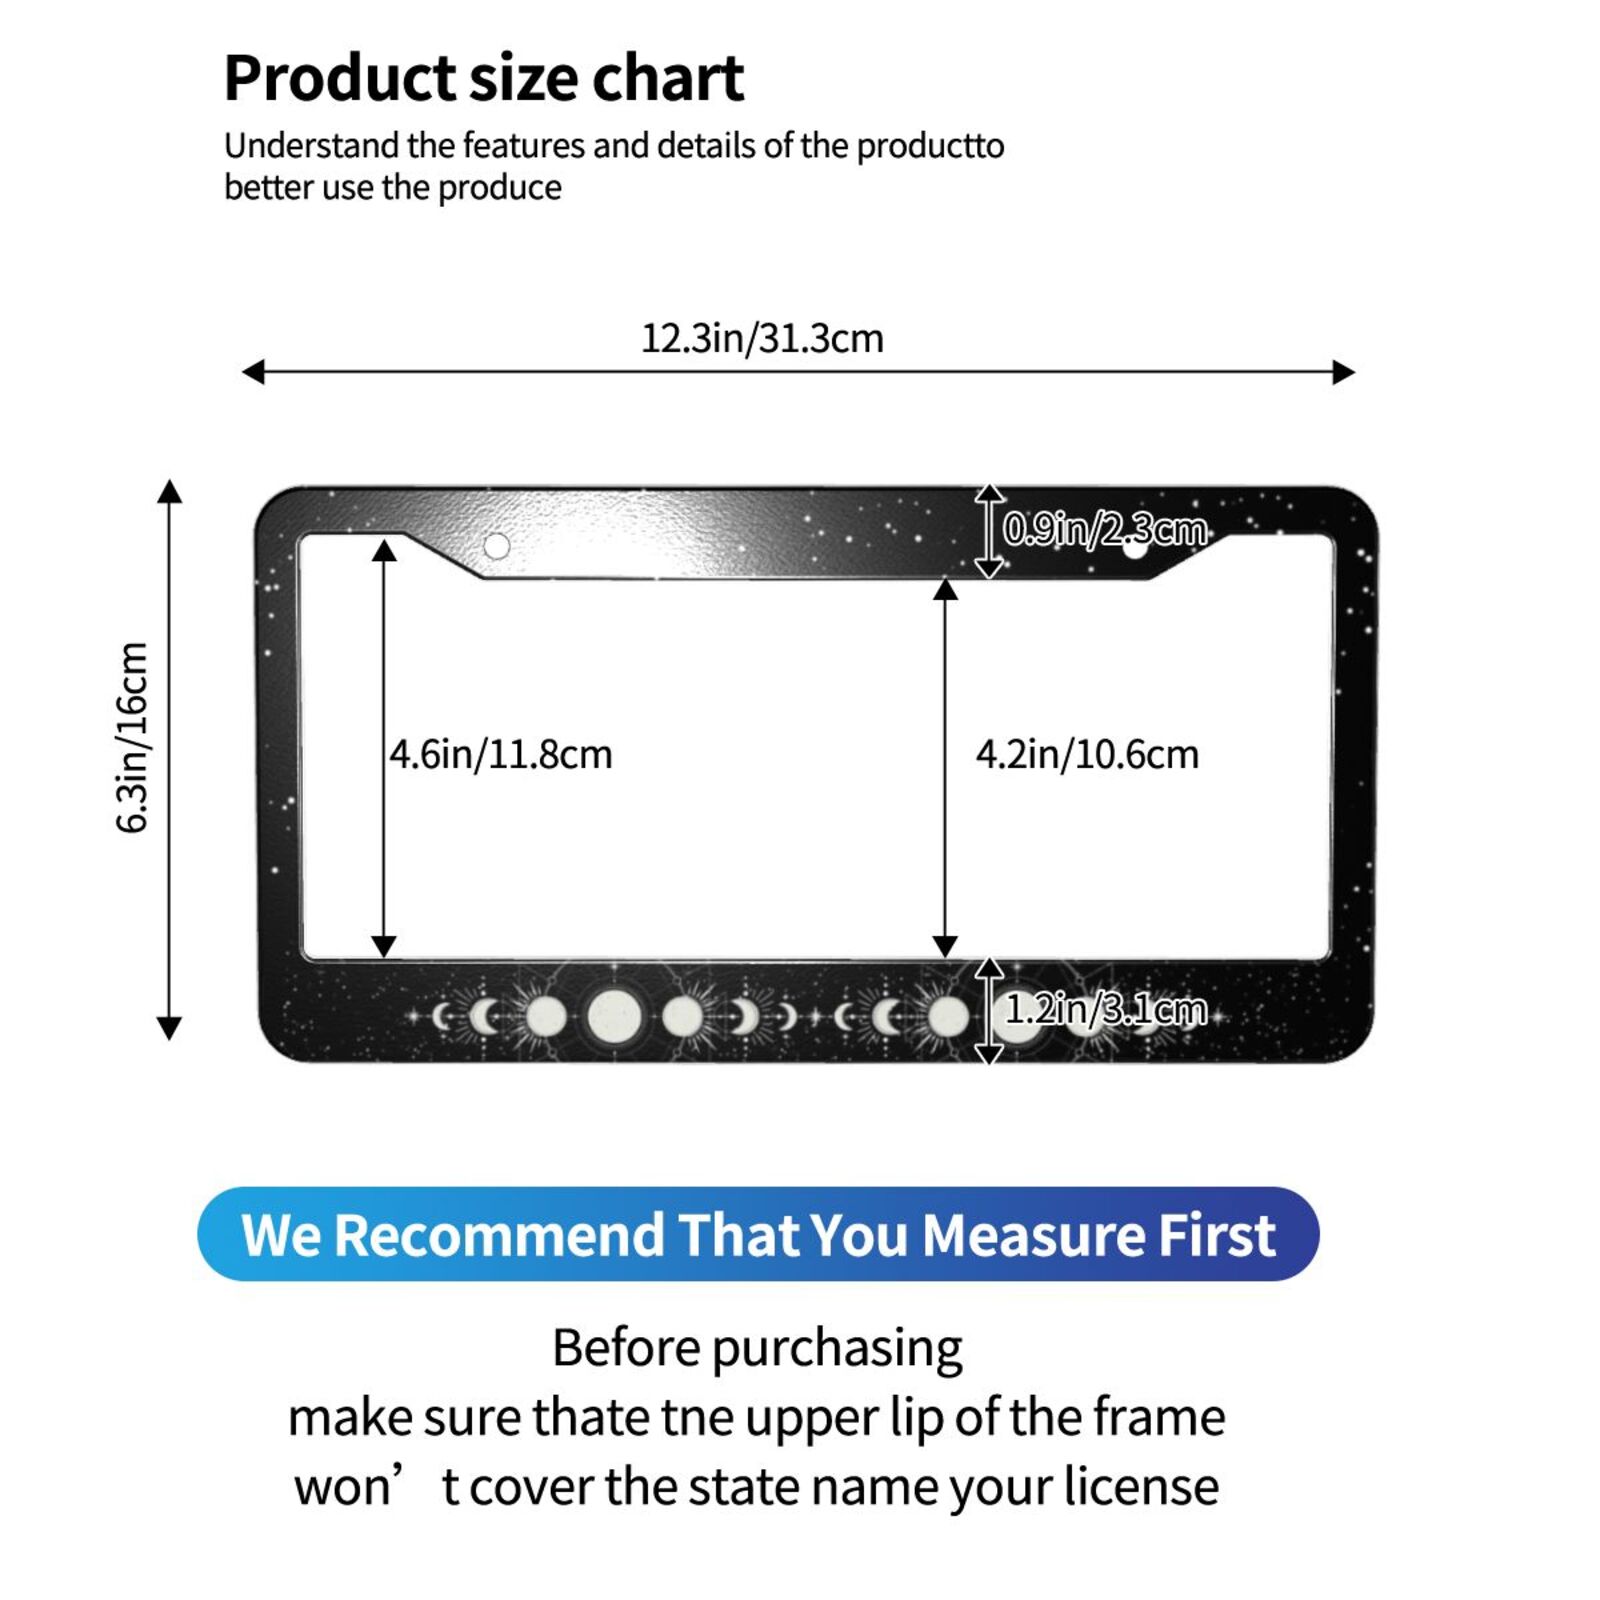 Product size chart
Understand the features and details of the productto
better use the produce
12.3in/31.3cm
0.9in/2.3cm
6.3in/16cm
4.6in/11.8cm
4.2in/10.6cm
1.2in/3.1cm
We Recommend That You Measure First
Before purchasing
make sure thate tne upper lip of the frame
won’ t cover the state name your license